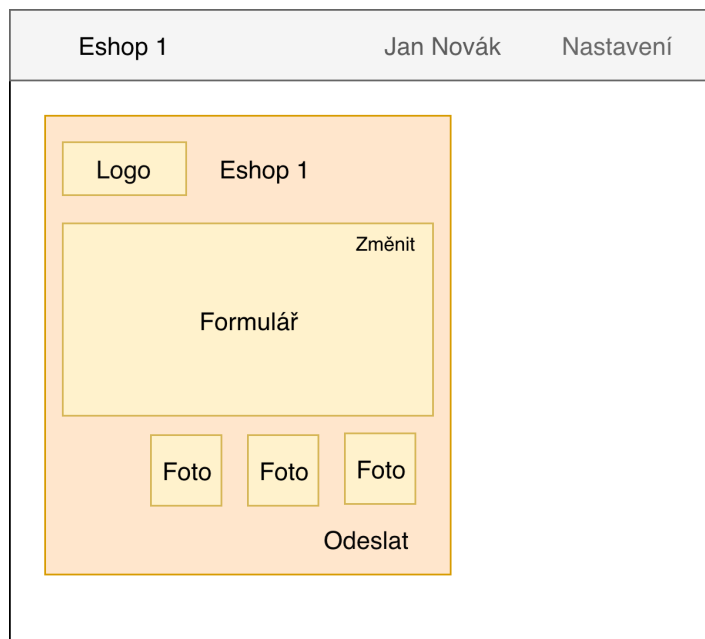 Eshop 1 Jan Novák Nastavení
Logo Eshop 1
Změnit
Formulář
Foto Foto Foto
Odeslat